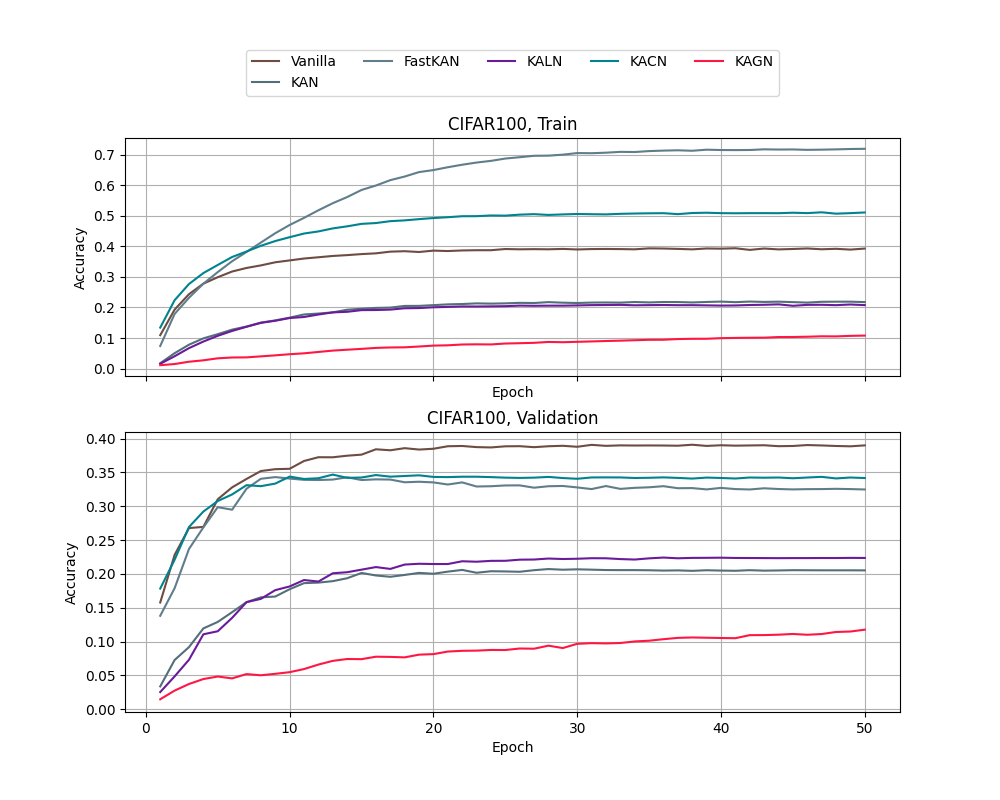 Vanilla FastKAN KALN KACN KAGN
KAN
CIFAR100, Train
0.7
0.6
0.5
0.4
0.3
0.2
0.1
0.0
Accuracy
Epoch
CIFAR100, Validation
0.40
0.35
0.30
0.25
0.20
0.15
0.10
0.05
0.00
Accuracy
0 10 20 30 40 50
Epoch